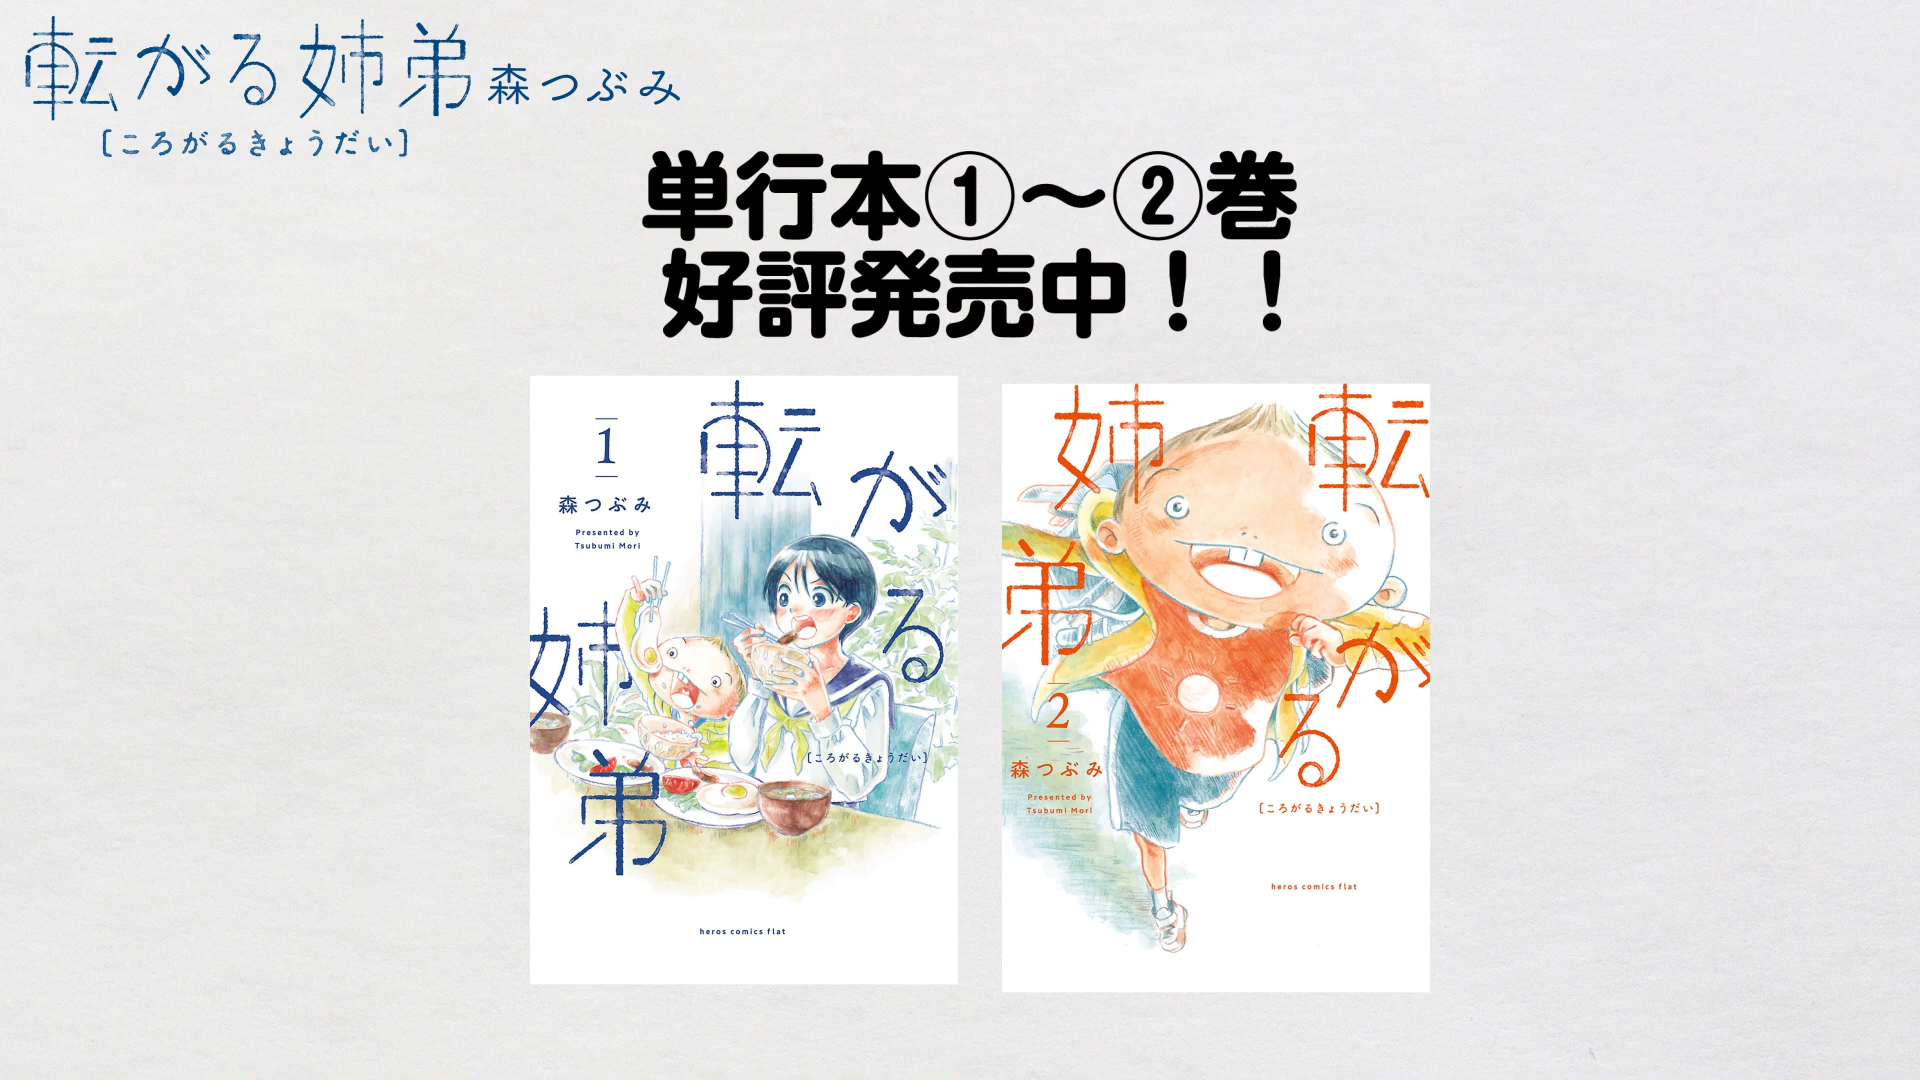 転がる姉弟 森つぶみ
[ころがるきょうだい]
単行本①～②巻
好評発売中！！
1
森つぶみ
Presented by
Tsubumi Mori
転がる姉弟
[ころがるきょうだい]
heros comics flat
転がる姉弟
2
森つぶみ
Presented by
Tsubumi Mori
[ころがるきょうだい]
heros comics flat